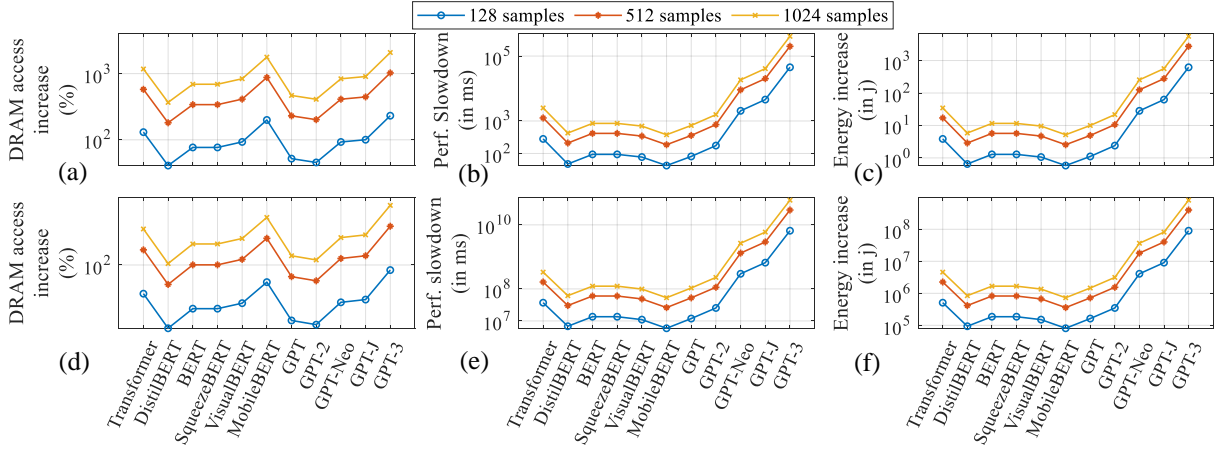 128 samples 512 samples 1024 samples
DRAM access
increase
(%)
10^3
10^2
(a)
Perf. Slowdown
(in ms)
10^5
10^3
10^2
(b)
Energy increase
(in j)
10^3
10^2
10^1
10^0
(c)
DRAM access
increase
(%)
10^2
(d)
Perf. slowdown
(in ms)
10^10
10^8
10^7
(e)
Energy increase
(in j)
10^8
10^7
10^6
10^5
(f)
Transformer
DistilBERT
BERT
SqueezeBERT
VisualBERT
MobileBERT
GPT
GPT-2
GPT-Neo
GPT-J
GPT-3
Transformer
DistilBERT
BERT
SqueezeBERT
VisualBERT
MobileBERT
GPT
GPT-2
GPT-Neo
GPT-J
GPT-3
Transformer
DistilBERT
BERT
SqueezeBERT
VisualBERT
MobileBERT
GPT
GPT-2
GPT-Neo
GPT-J
GPT-3